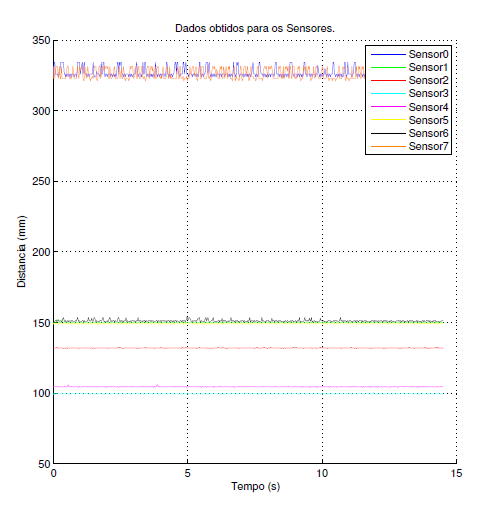 Dados obtidos para os Sensores.
350
300
250
200
150
100
50
0
5
10
15
Distancia (mm)
Tempo (s)
Sensor0
Sensor1
Sensor2
Sensor3
Sensor4
Sensor5
Sensor6
Sensor7